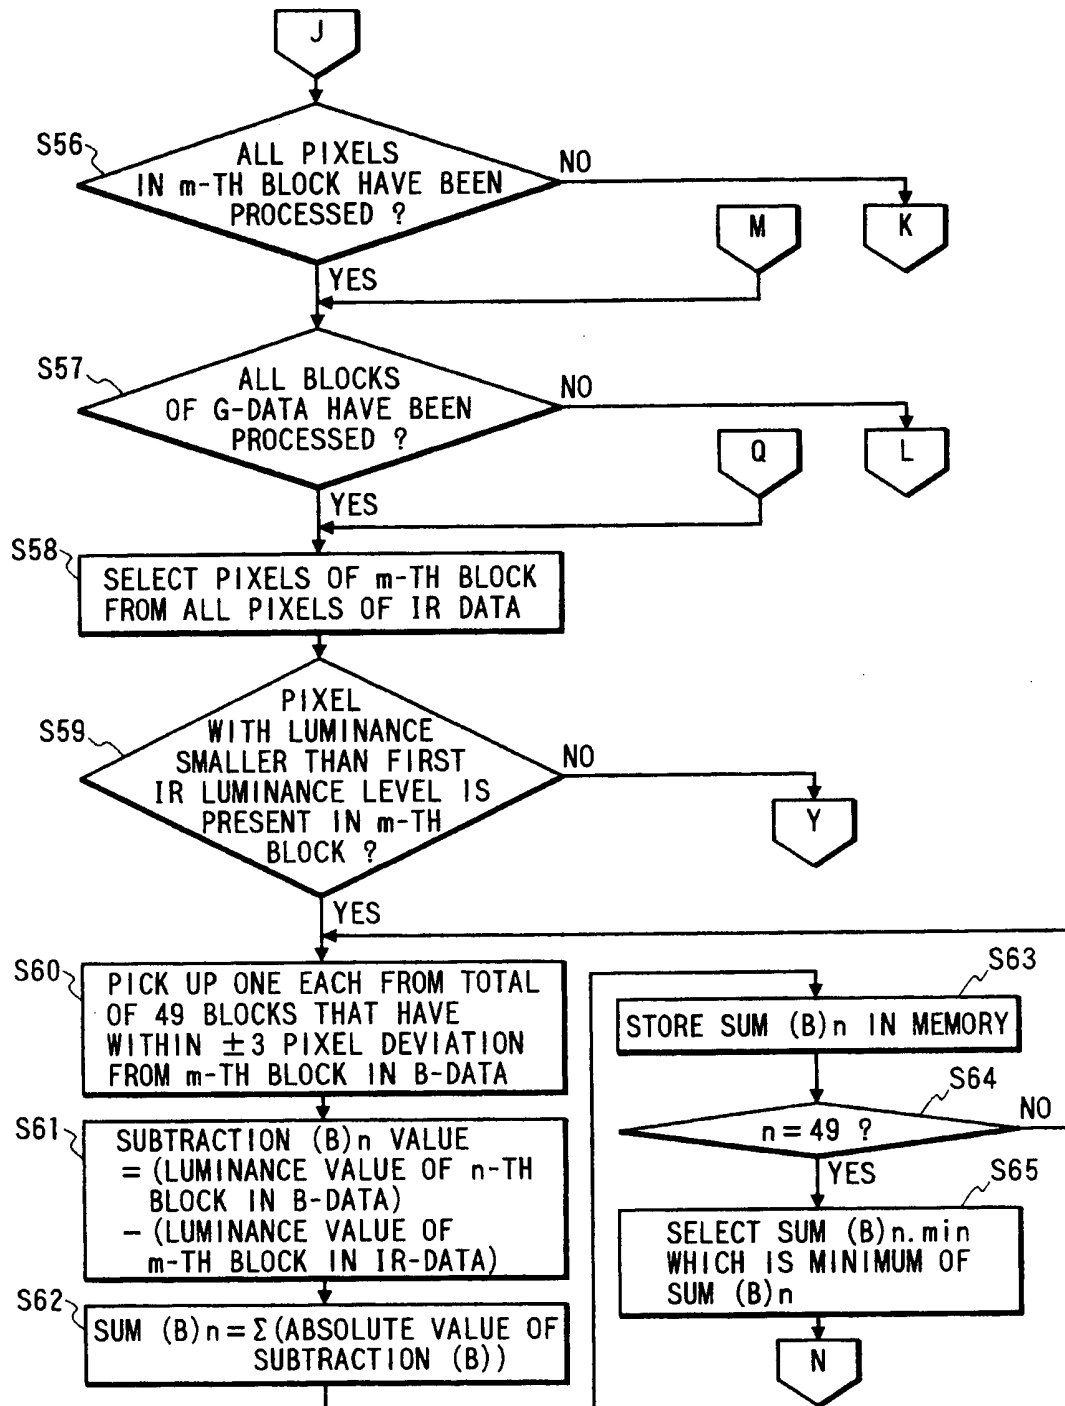 J
S56
ALL PIXELS
IN m-TH BLOCK HAVE BEEN
PROCESSED ?
NO
M
K
YES
S57
ALL BLOCKS
OF G-DATA HAVE BEEN
PROCESSED ?
NO
Q
L
YES
S58
SELECT PIXELS OF m-TH BLOCK
FROM ALL PIXELS OF IR DATA
S59
PIXEL
WITH LUMINANCE
SMALLER THAN FIRST
IR LUMINANCE LEVEL IS
PRESENT IN m-TH
BLOCK ?
NO
Y
YES
S60
PICK UP ONE EACH FROM TOTAL
OF 49 BLOCKS THAT HAVE
WITHIN ±3 PIXEL DEVIATION
FROM m-TH BLOCK IN B-DATA
S61
SUBTRACTION (B)n VALUE
= (LUMINANCE VALUE OF n-TH
BLOCK IN B-DATA)
− (LUMINANCE VALUE OF
m-TH BLOCK IN IR-DATA)
S62
SUM (B)n = Σ (ABSOLUTE VALUE OF
SUBTRACTION (B))
S63
STORE SUM (B)n IN MEMORY
S64
n = 49 ?
NO
YES
S65
SELECT SUM (B)n.min
WHICH IS MINIMUM OF
SUM (B)n
N